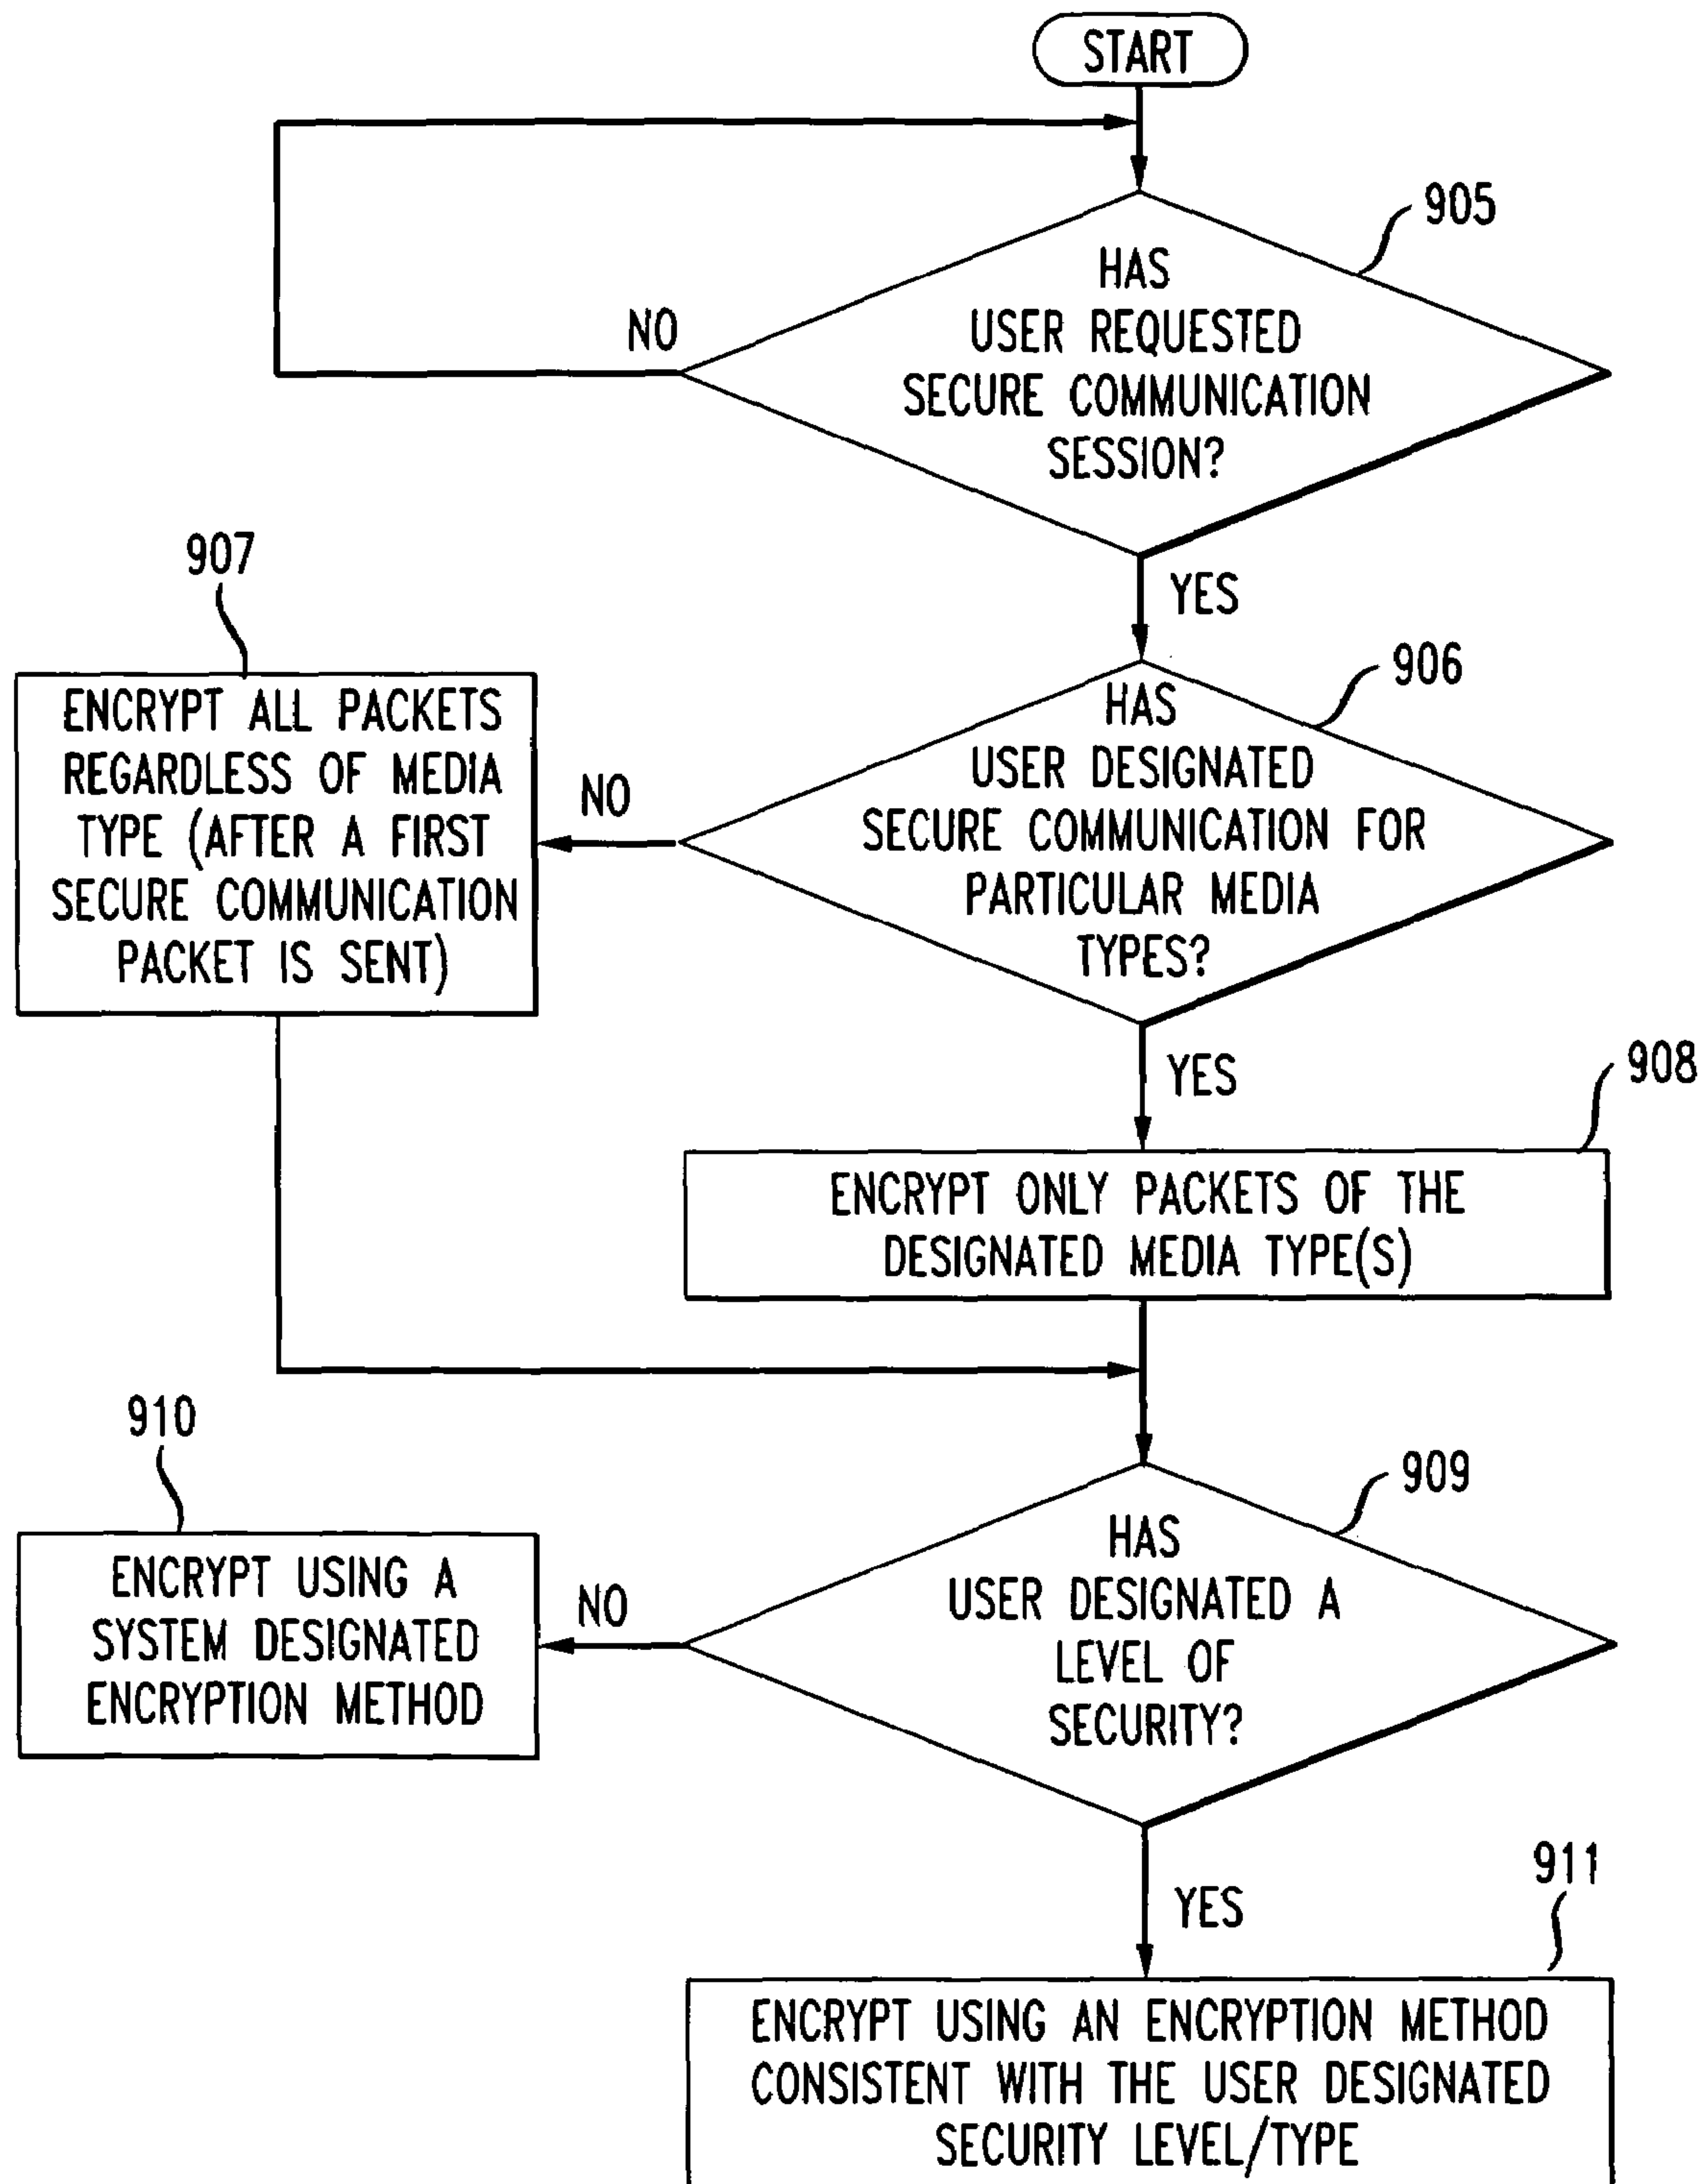 START
905
HAS
USER REQUESTED
SECURE COMMUNICATION
SESSION?
NO
YES
907
ENCRYPT ALL PACKETS
REGARDLESS OF MEDIA
TYPE (AFTER A FIRST
SECURE COMMUNICATION
PACKET IS SENT)
NO
906
HAS
USER DESIGNATED
SECURE COMMUNICATION FOR
PARTICULAR MEDIA
TYPES?
YES
908
ENCRYPT ONLY PACKETS OF THE
DESIGNATED MEDIA TYPE(S)
910
ENCRYPT USING A
SYSTEM DESIGNATED
ENCRYPTION METHOD
NO
909
HAS
USER DESIGNATED A
LEVEL OF
SECURITY?
YES
911
ENCRYPT USING AN ENCRYPTION METHOD
CONSISTENT WITH THE USER DESIGNATED
SECURITY LEVEL/TYPE